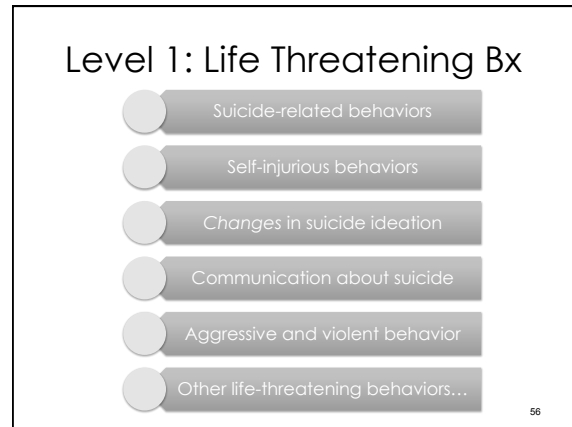 Level 1: Life Threatening Bx
Suicide-related behaviors
Self-injurious behaviors
Changes in suicide ideation
Communication about suicide
Aggressive and violent behavior
Other life-threatening behaviors…
56